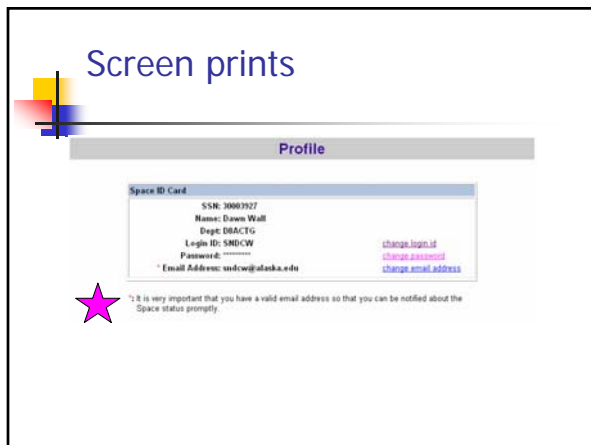 Screen prints
Profile
Space ID Card
SSN: 30003927
Name: Dawn Wall
Dept: D8ACTG
Login ID: SNDCW change login id
Password: ******** change password
* Email Address: sndcw@alaska.edu change email address
*: It is very important that you have a valid email address so that you can be notified about the
Space status promptly.